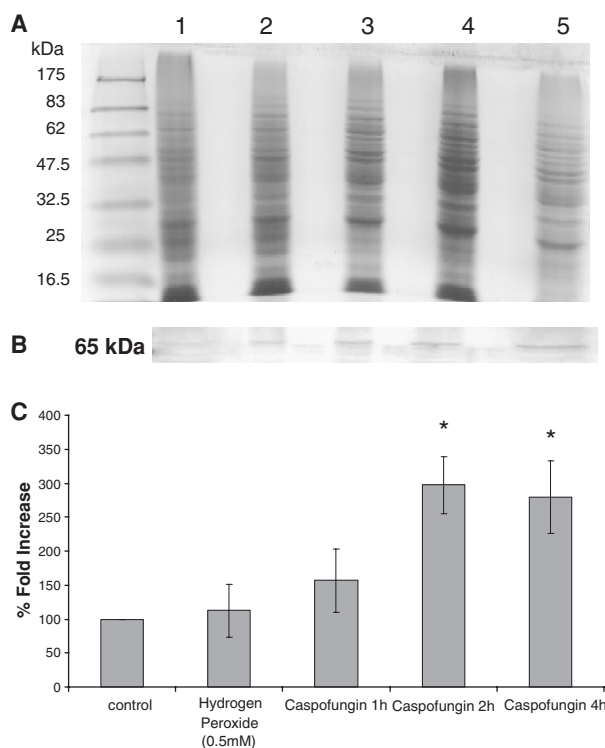 A
1 2 3 4 5
kDa
175
83
62
47.5
32.5
25
16.5
B 65 kDa
C
% Fold Increase
400
350
300
250
200
150
100
50
0
* *
control Hydrogen Caspofungin 1h Caspofungin 2h Caspofungin 4h
Peroxide
(0.5mM)